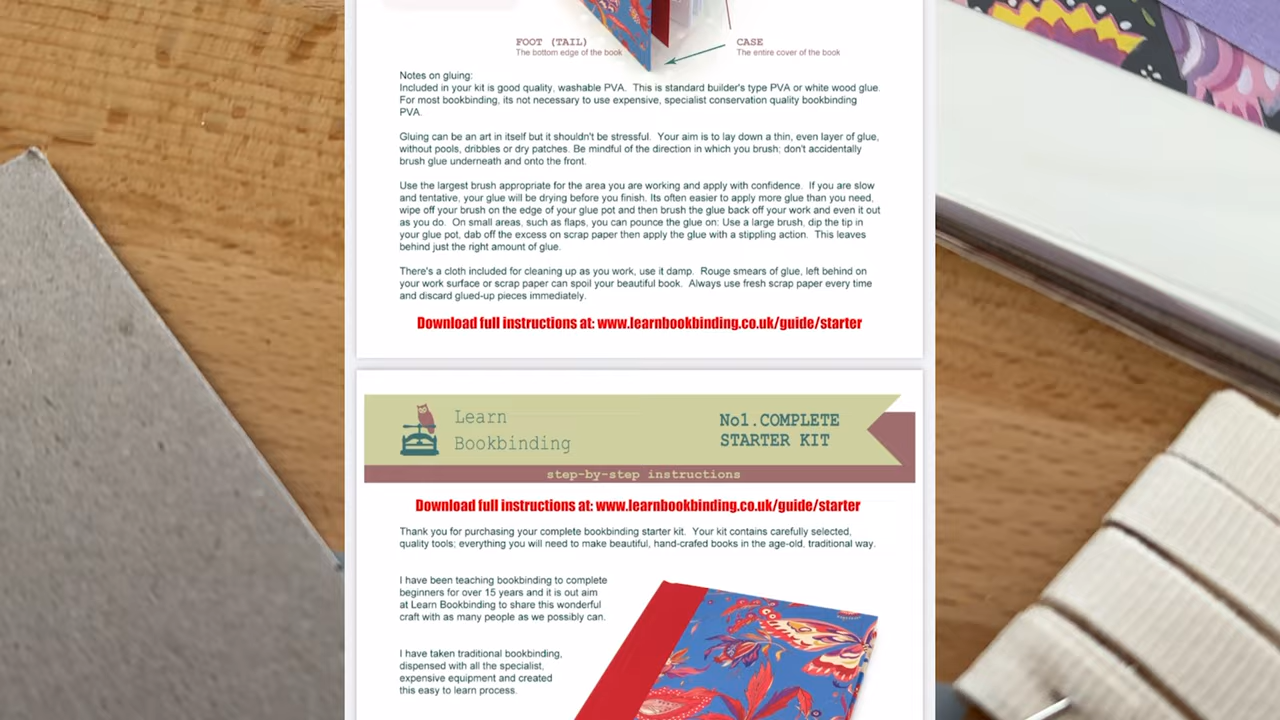 FOOT (TAIL)
The bottom edge of the book
CASE
The entire cover of the book
Notes on gluing:
Included in your kit is good quality, washable PVA. This is standard builder's type PVA or white wood glue.
For most bookbinding, its not necessary to use expensive, specialist conservation quality bookbinding
PVA.
Gluing can be an art in itself but it shouldn't be stressful. Your aim is to lay down a thin, even layer of glue,
without pools, dribbles or dry patches. Be mindful of the direction in which you brush; don't accidentally
brush glue underneath and onto the front.
Use the largest brush appropriate for the area you are working and apply with confidence. If you are slow
and tentative, your glue will be drying before you finish. Its often easier to apply more glue than you need,
wipe off your brush on the edge of your glue pot and then brush the glue back off your work and even it out
as you do. On small areas, such as flaps, you can pounce the glue on: Use a large brush, dip the tip in
your glue pot, dab off the excess on scrap paper then apply the glue with a stippling action. This leaves
behind just the right amount of glue.
There's a cloth included for cleaning up as you work, use it damp. Rouge smears of glue, left behind on
your work surface or scrap paper can spoil your beautiful book. Always use fresh scrap paper every time
and discard glued-up pieces immediately.
Download full instructions at: www.learnbookbinding.co.uk/guide/starter
Learn
Bookbinding
No1.COMPLETE
STARTER KIT
step-by-step instructions
Download full instructions at: www.learnbookbinding.co.uk/guide/starter
Thank you for purchasing your complete bookbinding starter kit. Your kit contains carefully selected,
quality tools; everything you will need to make beautiful, hand-crafed books in the age-old, traditional way.
I have been teaching bookbinding to complete
beginners for over 15 years and it is out aim
at Learn Bookbinding to share this wonderful
craft with as many people as we possibly can.
I have taken traditional bookbinding,
dispensed with all the specialist,
expensive equipment and created
this easy to learn process.